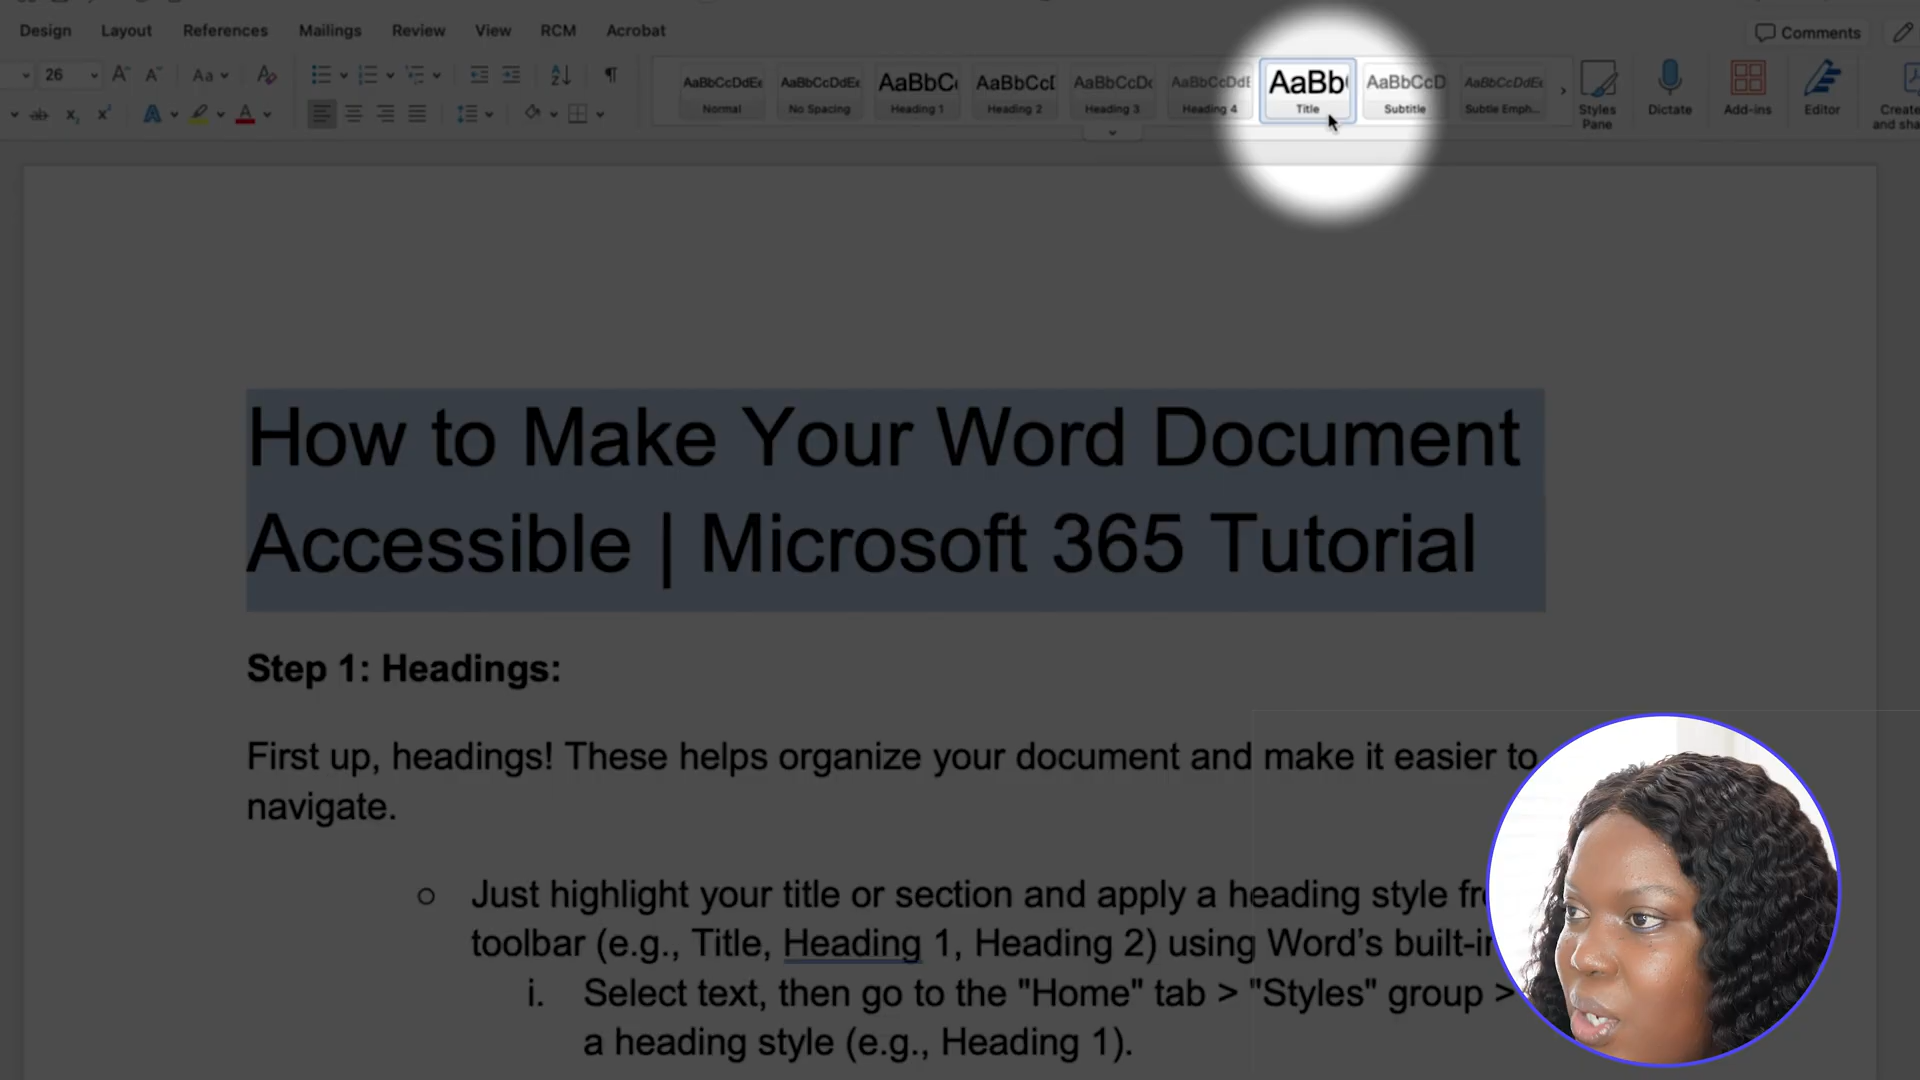 Design Layout References Mailings Review View RCM Acrobat
Comments
26
Aa
AaBbCcDdEe AaBbCcDdEe AaBbC AaBbCcD AaBbCcDc AaBbCcDdE AaBb AaBbCcD AaBbCcDdEe
Normal No Spacing Heading 1 Heading 2 Heading 3 Heading 4 Title Subtitle Subtle Emph...
Styles Pane
Dictate
Add-ins
Editor
Create
How to Make Your Word Document
Accessible | Microsoft 365 Tutorial
Step 1: Headings:
First up, headings! These helps organize your document and make it easier to
navigate.
Just highlight your title or section and apply a heading style
toolbar (e.g., Title, Heading 1, Heading 2) using Word's
i. Select text, then go to the "Home" tab > "Styles" group >
a heading style (e.g., Heading 1).